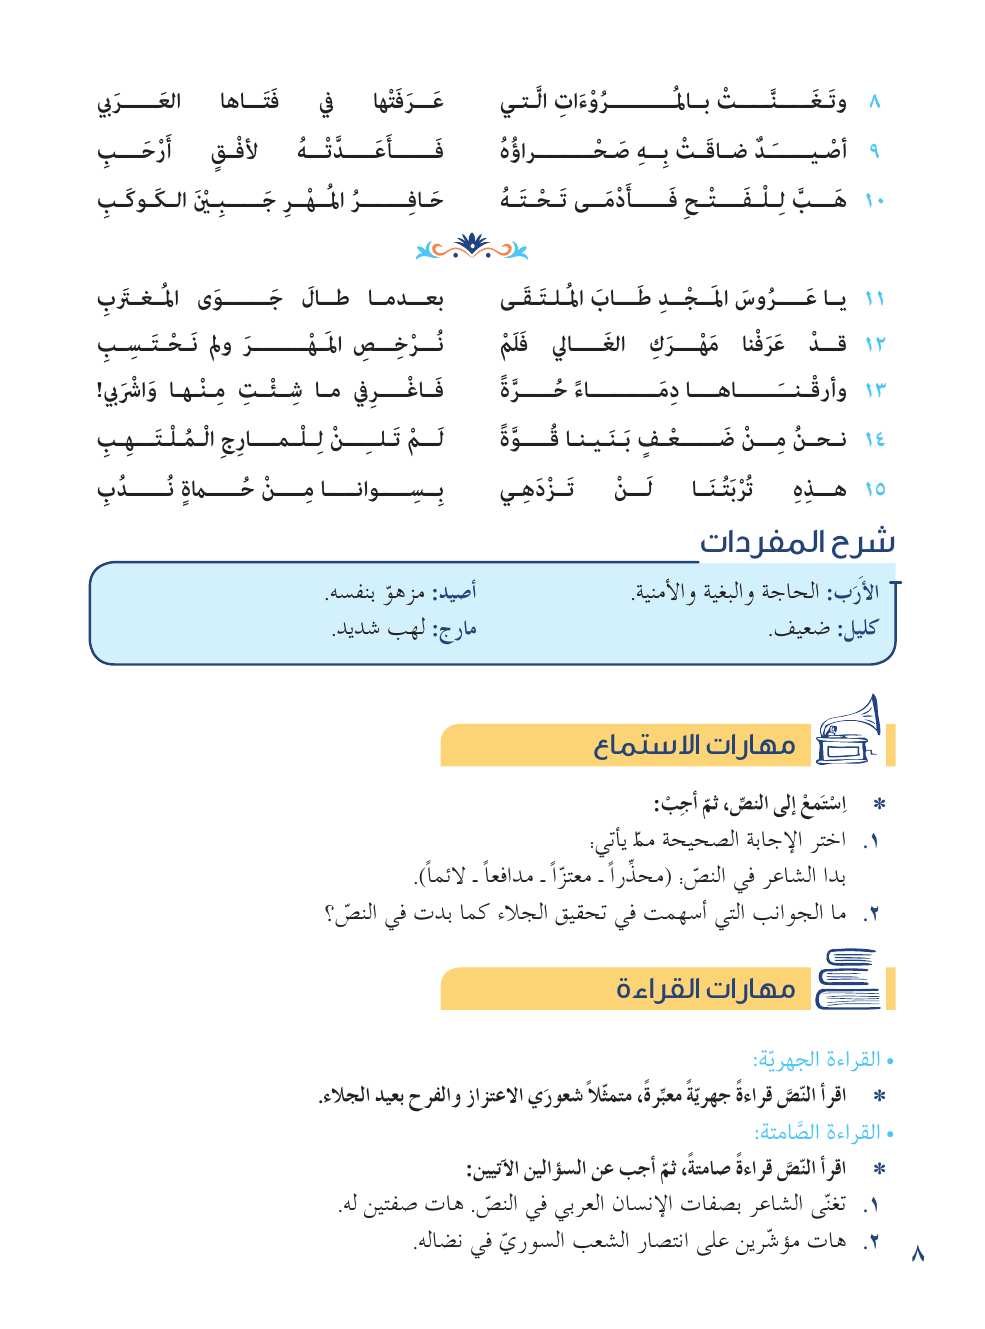 ٨ وتَغَنَّتْ بالمُرُوْءَاتِ الَّتي عَرَفَتْها في فَتَاها العَرَبي
٩ أصْيَدٌ ضاقَتْ بِهِ صَحْراؤُهُ فَأَعَدَّتْهُ لأفْقٍ أَرْحَبِ
١٠ هَبَّ لِلْفَتْحِ فَأَدْمَى تَحْتَهُ حَافِرُ المُهْرِ جَبِيْنَ الكَوكَبِ
١١ يا عَرُوسَ المَجْدِ طَابَ المُلتَقَى بعدما طالَ جَوَى المُغتَرَبِ
١٢ قدْ عَرَفْنا مَهْرَكِ الغَالي فَلَمْ نُرْخِصِ المَهْرَ ولم نَحْتَسِبِ
١٣ وأرقْنَاها دِمَاءً حُرَّةً فَاغْرِفي ما شِئْتِ مِنْها وَاشْرَبي!
١٤ نحنُ مِنْ ضَعْفٍ بَنَينا قُوَّةً لَمْ تَلِنْ لِلْمارِجِ الْمُلْتَهِبِ
١٥ هذِهِ تُرْبَتُنَا لَنْ تَزْدَهِي بِسِوانا مِنْ حُماةٍ نُدُبِ
شرح المفردات
الأَرَب: الحاجة والبغية والأمنية. أصيد: مزهوّ بنفسه.
كليل: ضعيف. مارج: لهب شديد.
مهارات الاستماع
* اِسْتَمعْ إلى النصِّ، ثمّ أجِبْ:
١. اختر الإجابة الصحيحة ممّا يأتي:
بدا الشاعر في النصّ: (محذِّراً ـ معتزّاً ـ مدافعاً ـ لائماً).
٢. ما الجوانب التي أسهمت في تحقيق الجلاء كما بدت في النصّ؟
مهارات القراءة
• القراءة الجهريّة:
* اقرأ النّصَّ قراءةً جهريّةً معبِّرةً، متمثّلاً شعورَي الاعتزاز والفرح بعيد الجلاء.
• القراءة الصَّامتة:
* اقرأ النّصَّ قراءةً صامتةً، ثمّ أجب عن السؤالين الآتيين:
١. تغنّى الشاعر بصفات الإنسان العربي في النصّ. هات صفتين له.
٢. هات مؤشّرين على انتصار الشعب السوريّ في نضاله.
٨